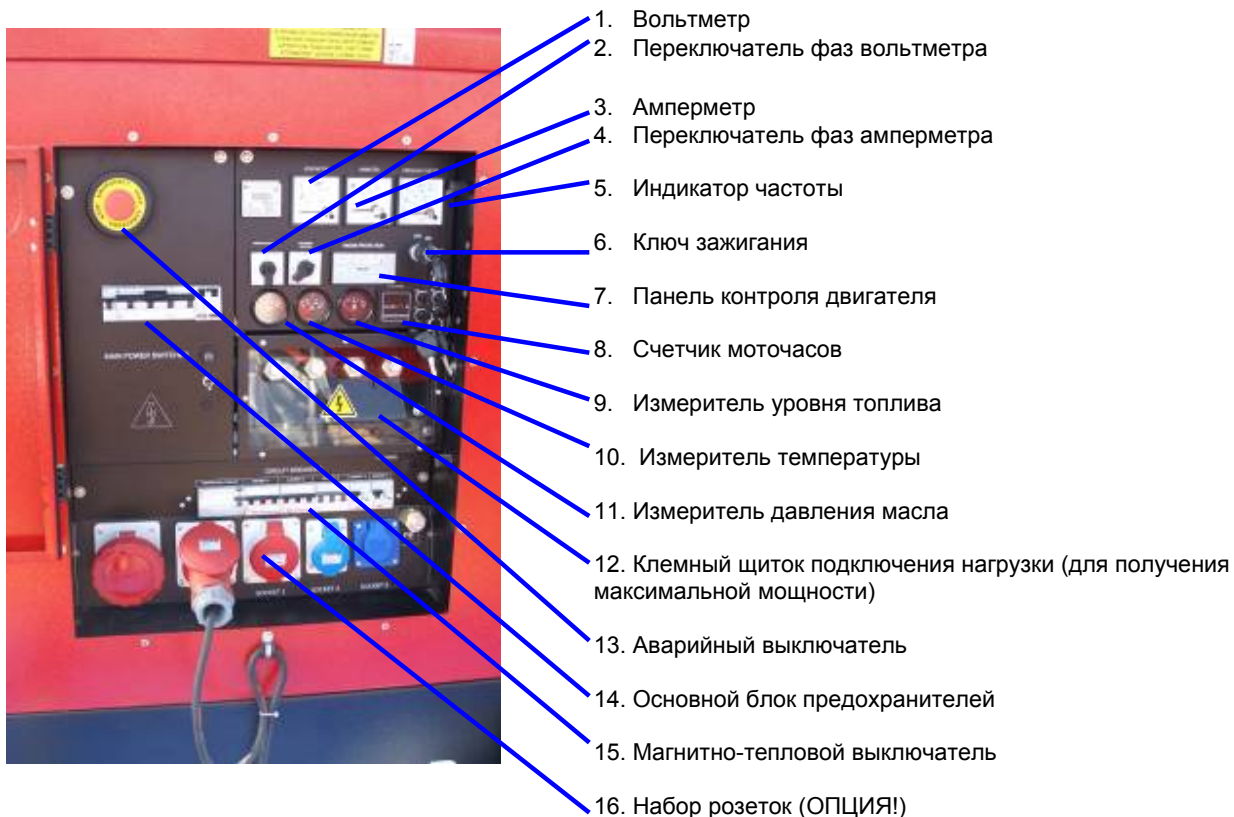 1. Вольтметр
2. Переключатель фаз вольтметра
3. Амперметр
4. Переключатель фаз амперметра
5. Индикатор частоты
6. Ключ зажигания
7. Панель контроля двигателя
8. Счетчик моточасов
9. Измеритель уровня топлива
10. Измеритель температуры
11. Измеритель давления масла
12. Клемный щиток подключения нагрузки (для получения
максимальной мощности)
13. Аварийный выключатель
14. Основной блок предохранителей
15. Магнитно-тепловой выключатель
16. Набор розеток (ОПЦИЯ!)
MAIN POWER SWITCH
CIRCUIT BREAKER